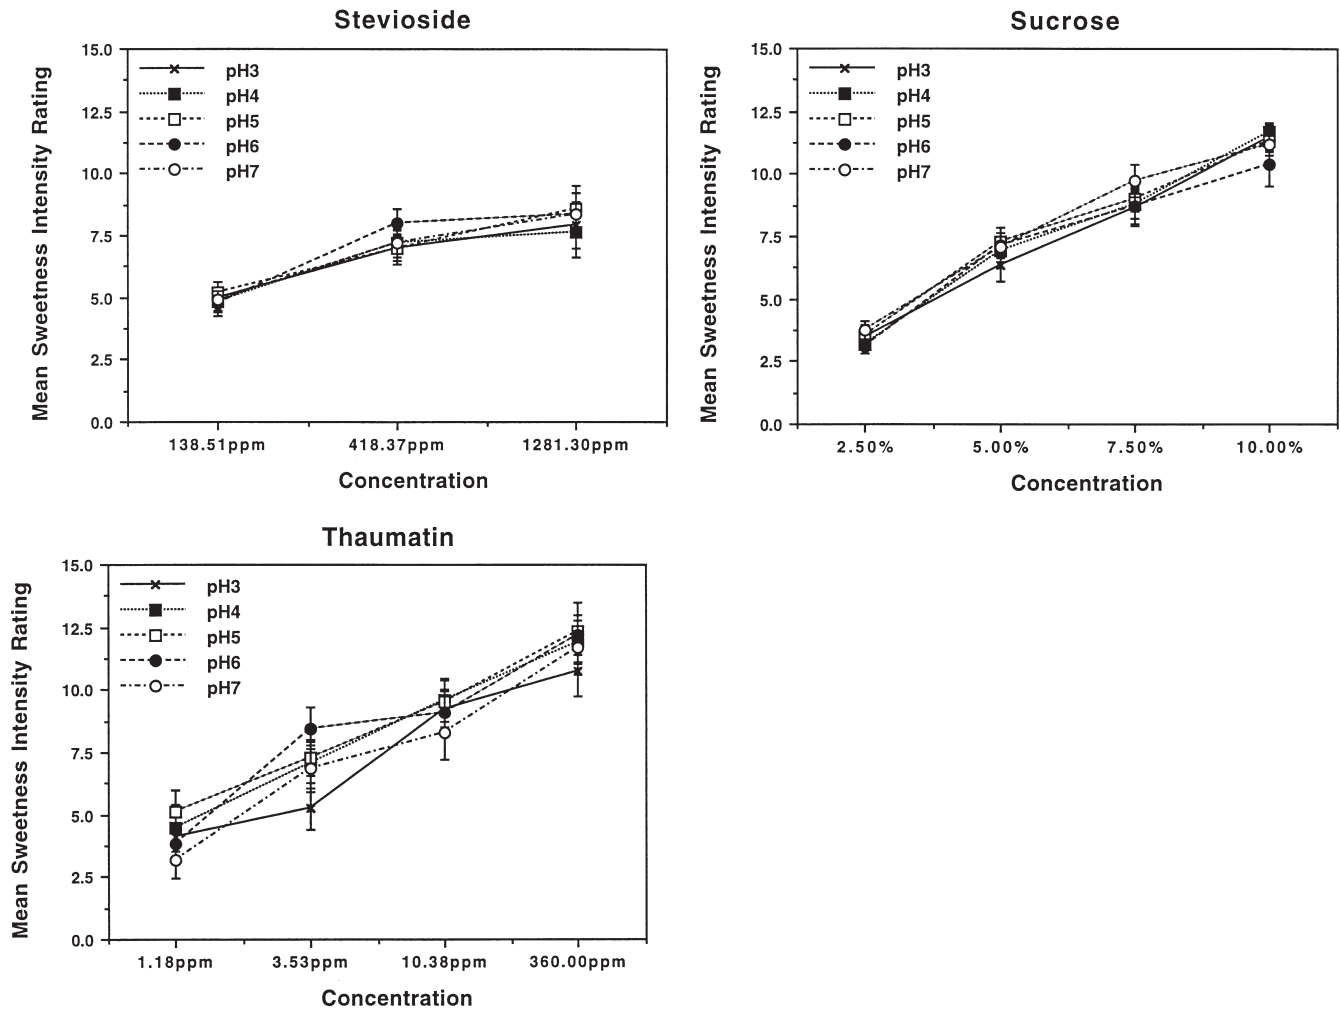 Stevioside
Mean Sweetness Intensity Rating
15.0
12.5
10.0
7.5
5.0
2.5
0.0
pH3
pH4
pH5
pH6
pH7
138.51ppm 418.37ppm 1281.30ppm
Concentration
Sucrose
Mean Sweetness Intensity Rating
15.0
12.5
10.0
7.5
5.0
2.5
0.0
pH3
pH4
pH5
pH6
pH7
2.50% 5.00% 7.50% 10.00%
Concentration
Thaumatin
Mean Sweetness Intensity Rating
15.0
12.5
10.0
7.5
5.0
2.5
0.0
pH3
pH4
pH5
pH6
pH7
1.18ppm 3.53ppm 10.38ppm 360.00ppm
Concentration